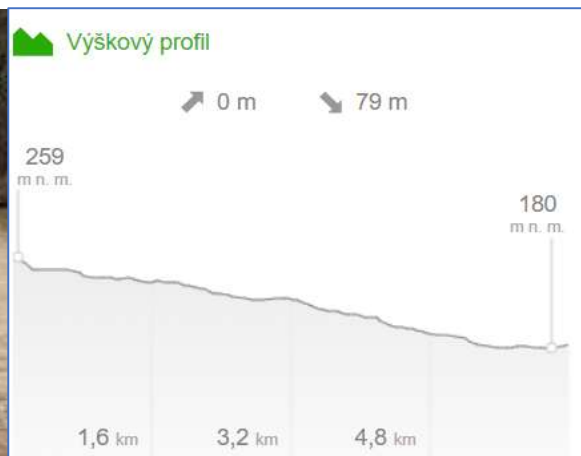 Výškový profil
0 m 79 m
259
m n. m.
180
m n. m.
1,6 km 3,2 km 4,8 km